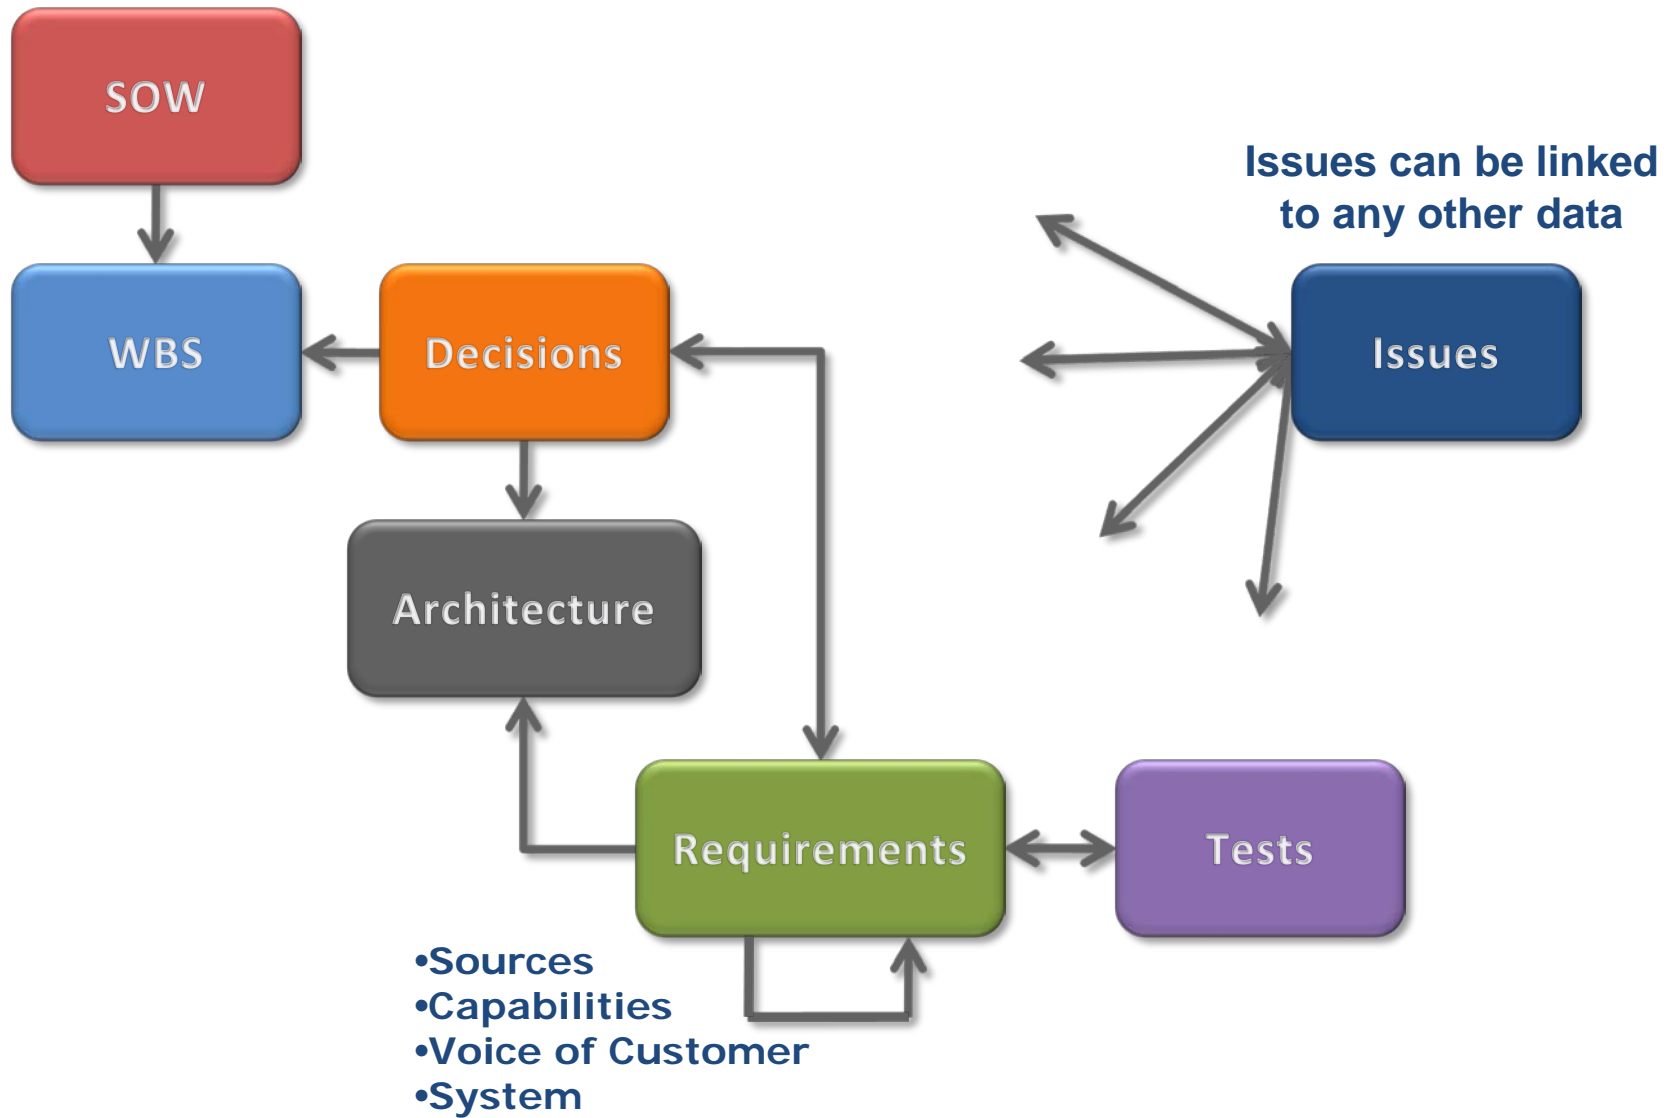 SOW
Issues can be linked
to any other data
WBS
Decisions
Issues
Architecture
Requirements
Tests
•Sources
•Capabilities
•Voice of Customer
•System